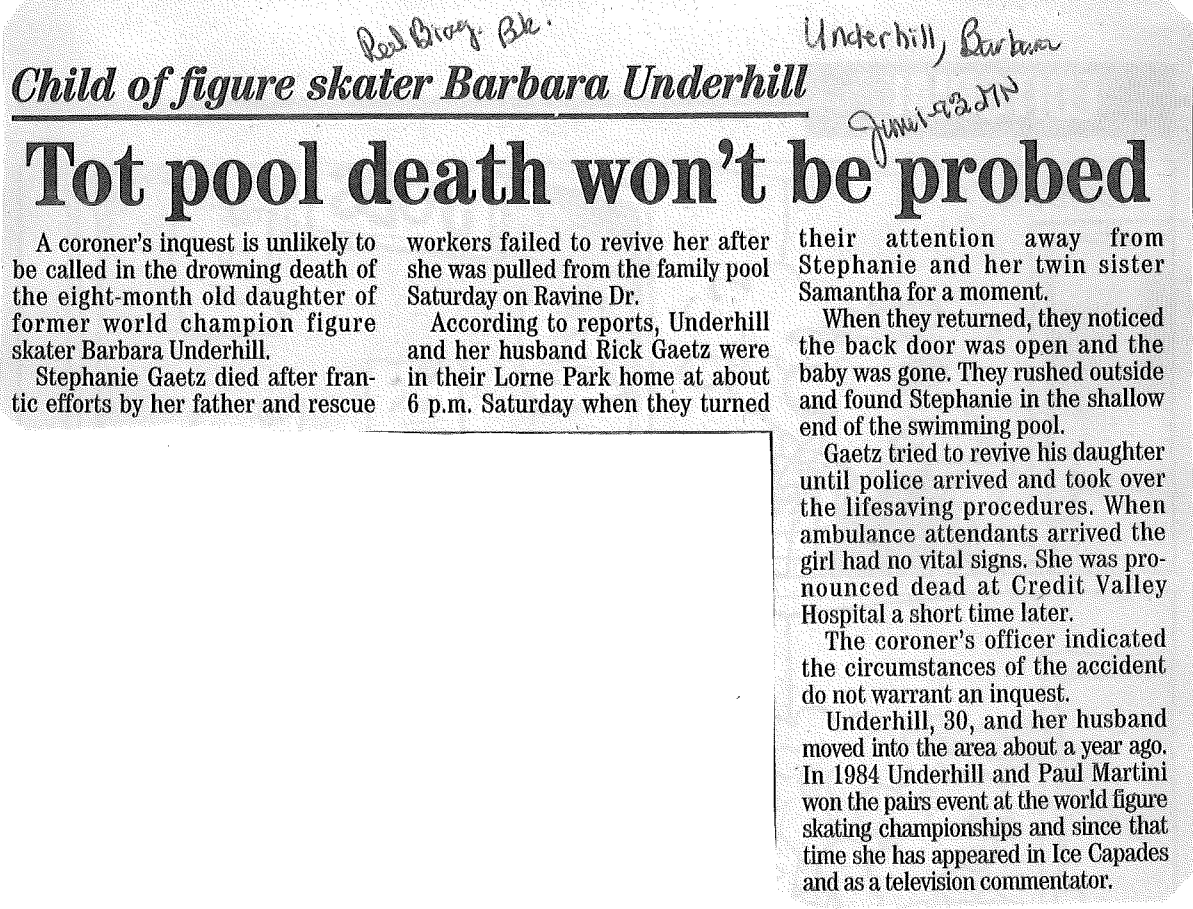 Red Biog. Bk.
Underhill, Barbara
June 1-93 MN
Child of figure skater Barbara Underhill
Tot pool death won't be probed
A coroner's inquest is unlikely to
be called in the drowning death of
the eight-month old daughter of
former world champion figure
skater Barbara Underhill.
Stephanie Gaetz died after fran-
tic efforts by her father and rescue
workers failed to revive her after
she was pulled from the family pool
Saturday on Ravine Dr.
According to reports, Underhill
and her husband Rick Gaetz were
in their Lorne Park home at about
6 p.m. Saturday when they turned
their attention away from
Stephanie and her twin sister
Samantha for a moment.
When they returned, they noticed
the back door was open and the
baby was gone. They rushed outside
and found Stephanie in the shallow
end of the swimming pool.
Gaetz tried to revive his daughter
until police arrived and took over
the lifesaving procedures. When
ambulance attendants arrived the
girl had no vital signs. She was pro-
nounced dead at Credit Valley
Hospital a short time later.
The coroner's officer indicated
the circumstances of the accident
do not warrant an inquest.
Underhill, 30, and her husband
moved into the area about a year ago.
In 1984 Underhill and Paul Martini
won the pairs event at the world figure
skating championships and since that
time she has appeared in Ice Capades
and as a television commentator.